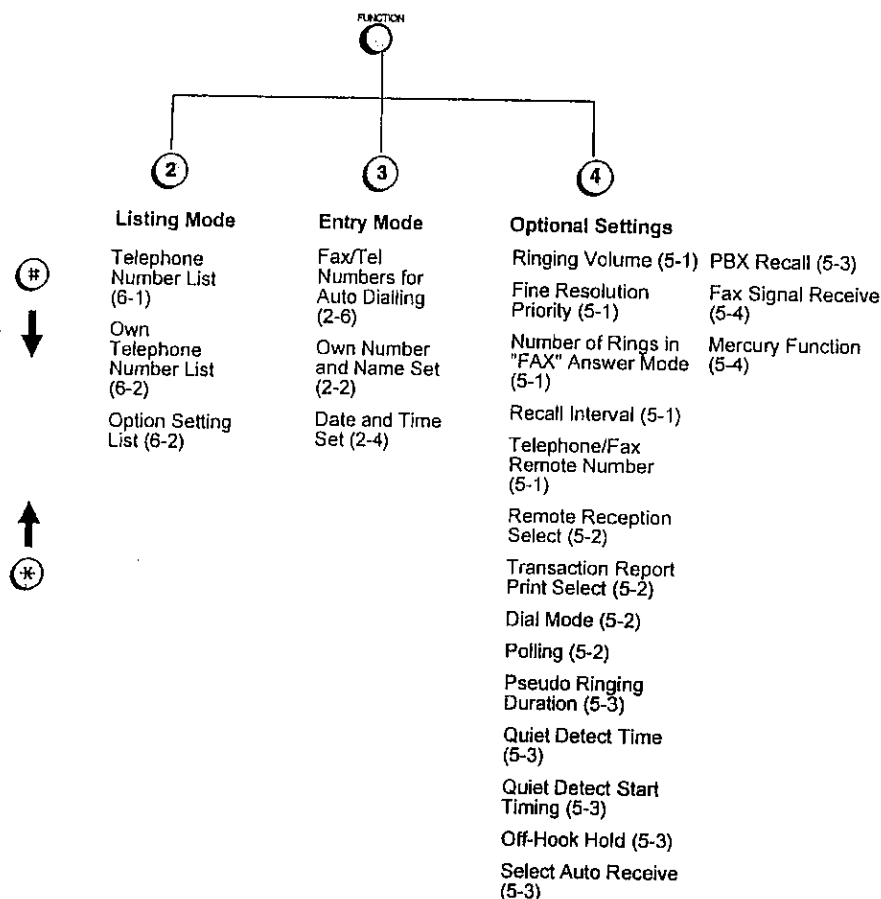 FUNCTION
2
3
4
Listing Mode
Entry Mode
Optional Settings
#
*
Telephone
Number List
(6-1)
Own
Telephone
Number List
(6-2)
Option Setting
List (6-2)
Fax/Tel
Numbers for
Auto Dialling
(2-6)
Own Number
and Name Set
(2-2)
Date and Time
Set (2-4)
Ringing Volume (5-1)
Fine Resolution
Priority (5-1)
Number of Rings in
"FAX" Answer Mode
(5-1)
Recall Interval (5-1)
Telephone/Fax
Remote Number
(5-1)
Remote Reception
Select (5-2)
Transaction Report
Print Select (5-2)
Dial Mode (5-2)
Polling (5-2)
Pseudo Ringing
Duration (5-3)
Quiet Detect Time
(5-3)
Quiet Detect Start
Timing (5-3)
Off-Hook Hold (5-3)
Select Auto Receive
(5-3)
PBX Recall (5-3)
Fax Signal Receive
(5-4)
Mercury Function
(5-4)